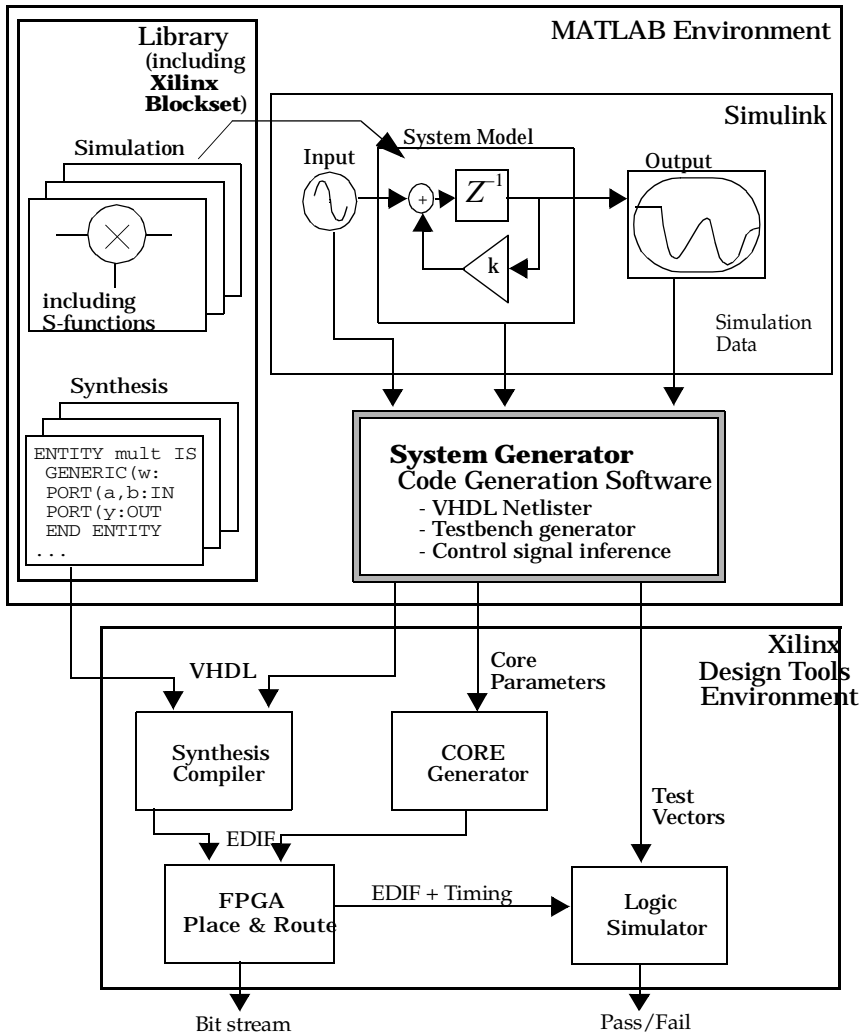 MATLAB Environment
Library
(including
Xilinx
Blockset)
Simulink
Simulation
including
S-functions
System Model
Input
+
Z⁻¹
k
Output
Simulation
Data
Synthesis
ENTITY mult IS
GENERIC(w:
PORT(a,b:IN
PORT(y:OUT
END ENTITY
...
System Generator
Code Generation Software
- VHDL Netlister
- Testbench generator
- Control signal inference
Xilinx
Design Tools
Environment
VHDL
Core
Parameters
Synthesis
Compiler
CORE
Generator
Test
Vectors
EDIF
FPGA
Place & Route
EDIF + Timing
Logic
Simulator
Bit stream
Pass/Fail